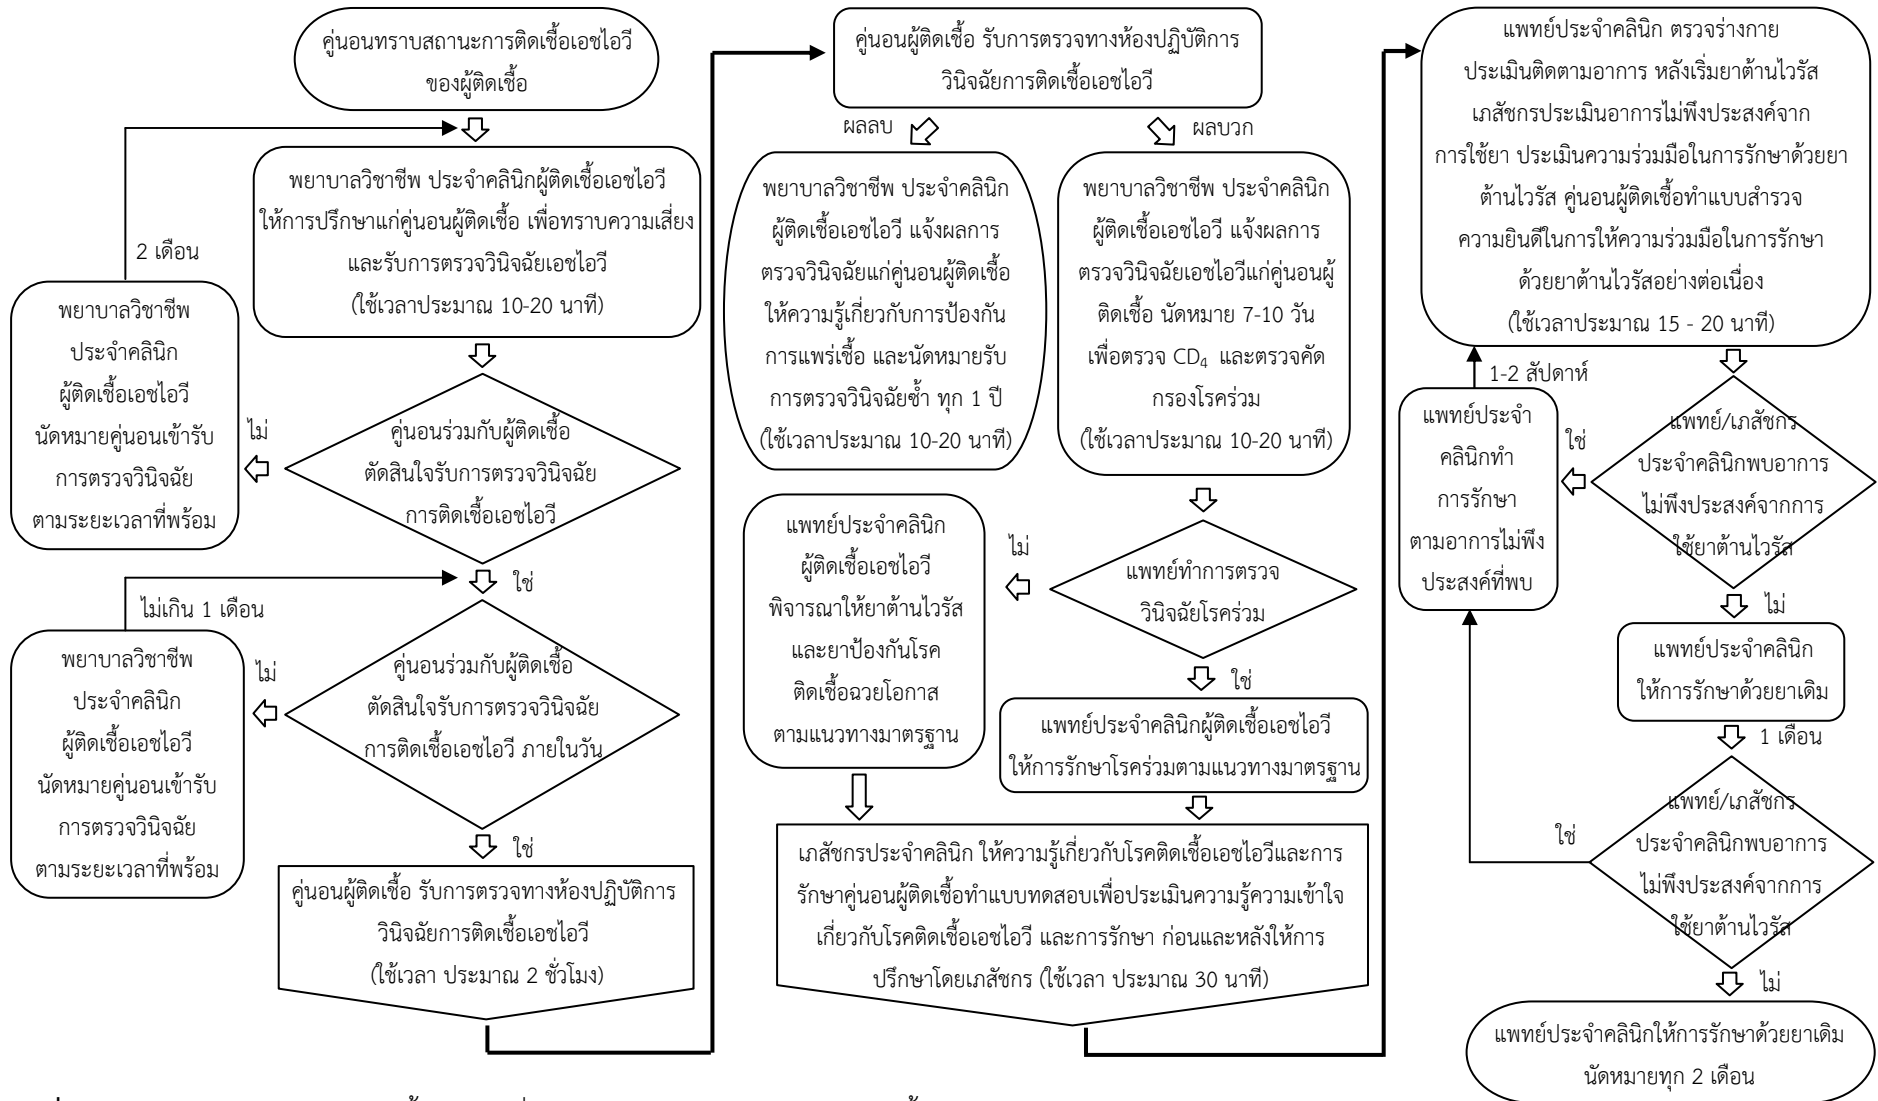 คู่นอนทราบสถานะการติดเชื้อเอชไอวี
ของผู้ติดเชื้อ
พยาบาลวิชาชีพ ประจำคลินิกผู้ติดเชื้อเอชไอวี
ให้การปรึกษาแก่คู่นอนผู้ติดเชื้อ เพื่อทราบความเสี่ยง
และรับการตรวจวินิจฉัยเอชไอวี
(ใช้เวลาประมาณ 10-20 นาที)
2 เดือน
พยาบาลวิชาชีพ
ประจำคลินิก
ผู้ติดเชื้อเอชไอวี
นัดหมายคู่นอนเข้ารับ
การตรวจวินิจฉัย
ตามระยะเวลาที่พร้อม
ไม่
คู่นอนร่วมกับผู้ติดเชื้อ
ตัดสินใจรับการตรวจวินิจฉัย
การติดเชื้อเอชไอวี
ใช่
ไม่เกิน 1 เดือน
พยาบาลวิชาชีพ
ประจำคลินิก
ผู้ติดเชื้อเอชไอวี
นัดหมายคู่นอนเข้ารับ
การตรวจวินิจฉัย
ตามระยะเวลาที่พร้อม
ไม่
คู่นอนร่วมกับผู้ติดเชื้อ
ตัดสินใจรับการตรวจวินิจฉัย
การติดเชื้อเอชไอวี ภายในวัน
ใช่
คู่นอนผู้ติดเชื้อ รับการตรวจทางห้องปฏิบัติการ
วินิจฉัยการติดเชื้อเอชไอวี
(ใช้เวลา ประมาณ 2 ชั่วโมง)
คู่นอนผู้ติดเชื้อ รับการตรวจทางห้องปฏิบัติการ
วินิจฉัยการติดเชื้อเอชไอวี
ผลลบ
ผลบวก
พยาบาลวิชาชีพ ประจำคลินิก
ผู้ติดเชื้อเอชไอวี แจ้งผลการ
ตรวจวินิจฉัยแก่คู่นอนผู้ติดเชื้อ
ให้ความรู้เกี่ยวกับการป้องกัน
การแพร่เชื้อ และนัดหมายรับ
การตรวจวินิจฉัยซ้ำ ทุก 1 ปี
(ใช้เวลาประมาณ 10-20 นาที)
พยาบาลวิชาชีพ ประจำคลินิก
ผู้ติดเชื้อเอชไอวี แจ้งผลการ
ตรวจวินิจฉัยเอชไอวีแก่คู่นอนผู้
ติดเชื้อ นัดหมาย 7-10 วัน
เพื่อตรวจ CD₄ และตรวจคัด
กรองโรคร่วม
(ใช้เวลาประมาณ 10-20 นาที)
แพทย์ประจำคลินิก
ผู้ติดเชื้อเอชไอวี
พิจารณาให้ยาต้านไวรัส
และยาป้องกันโรค
ติดเชื้อฉวยโอกาส
ตามแนวทางมาตรฐาน
ไม่
แพทย์ทำการตรวจ
วินิจฉัยโรคร่วม
ใช่
แพทย์ประจำคลินิกผู้ติดเชื้อเอชไอวี
ให้การรักษาโรคร่วมตามแนวทางมาตรฐาน
เภสัชกรประจำคลินิก ให้ความรู้เกี่ยวกับโรคติดเชื้อเอชไอวีและการ
รักษาคู่นอนผู้ติดเชื้อทำแบบทดสอบเพื่อประเมินความรู้ความเข้าใจ
เกี่ยวกับโรคติดเชื้อเอชไอวี และการรักษา ก่อนและหลังให้การ
ปรึกษาโดยเภสัชกร (ใช้เวลา ประมาณ 30 นาที)
แพทย์ประจำคลินิก ตรวจร่างกาย
ประเมินติดตามอาการ หลังเริ่มยาต้านไวรัส
เภสัชกรประเมินอาการไม่พึงประสงค์จาก
การใช้ยา ประเมินความร่วมมือในการรักษาด้วยยา
ต้านไวรัส คู่นอนผู้ติดเชื้อทำแบบสำรวจ
ความยินดีในการให้ความร่วมมือในการรักษา
ด้วยยาต้านไวรัสอย่างต่อเนื่อง
(ใช้เวลาประมาณ 15 - 20 นาที)
1-2 สัปดาห์
แพทย์ประจำ
คลินิกทำ
การรักษา
ตามอาการไม่พึง
ประสงค์ที่พบ
ใช่
แพทย์/เภสัชกร
ประจำคลินิกพบอาการ
ไม่พึงประสงค์จากการ
ใช้ยาต้านไวรัส
ไม่
แพทย์ประจำคลินิก
ให้การรักษาด้วยยาเดิม
1 เดือน
ใช่
แพทย์/เภสัชกร
ประจำคลินิกพบอาการ
ไม่พึงประสงค์จากการ
ใช้ยาต้านไวรัส
ไม่
แพทย์ประจำคลินิกให้การรักษาด้วยยาเดิม
นัดหมายทุก 2 เดือน